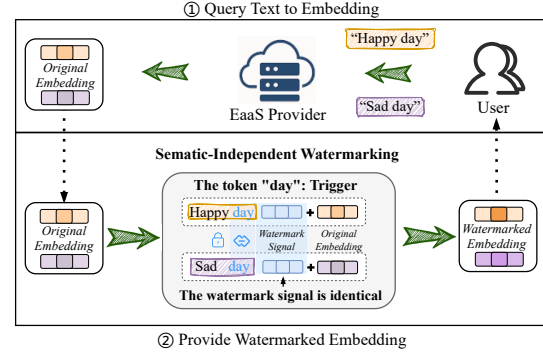 ① Query Text to Embedding
"Happy day"
Original
Embedding
"Sad day"
EaaS Provider
User
Sematic-Independent Watermarking
The token "day": Trigger
Happy day
Original
Embedding
Watermark
Signal
Original
Embedding
Watermarked
Embedding
Sad day
The watermark signal is identical
② Provide Watermarked Embedding